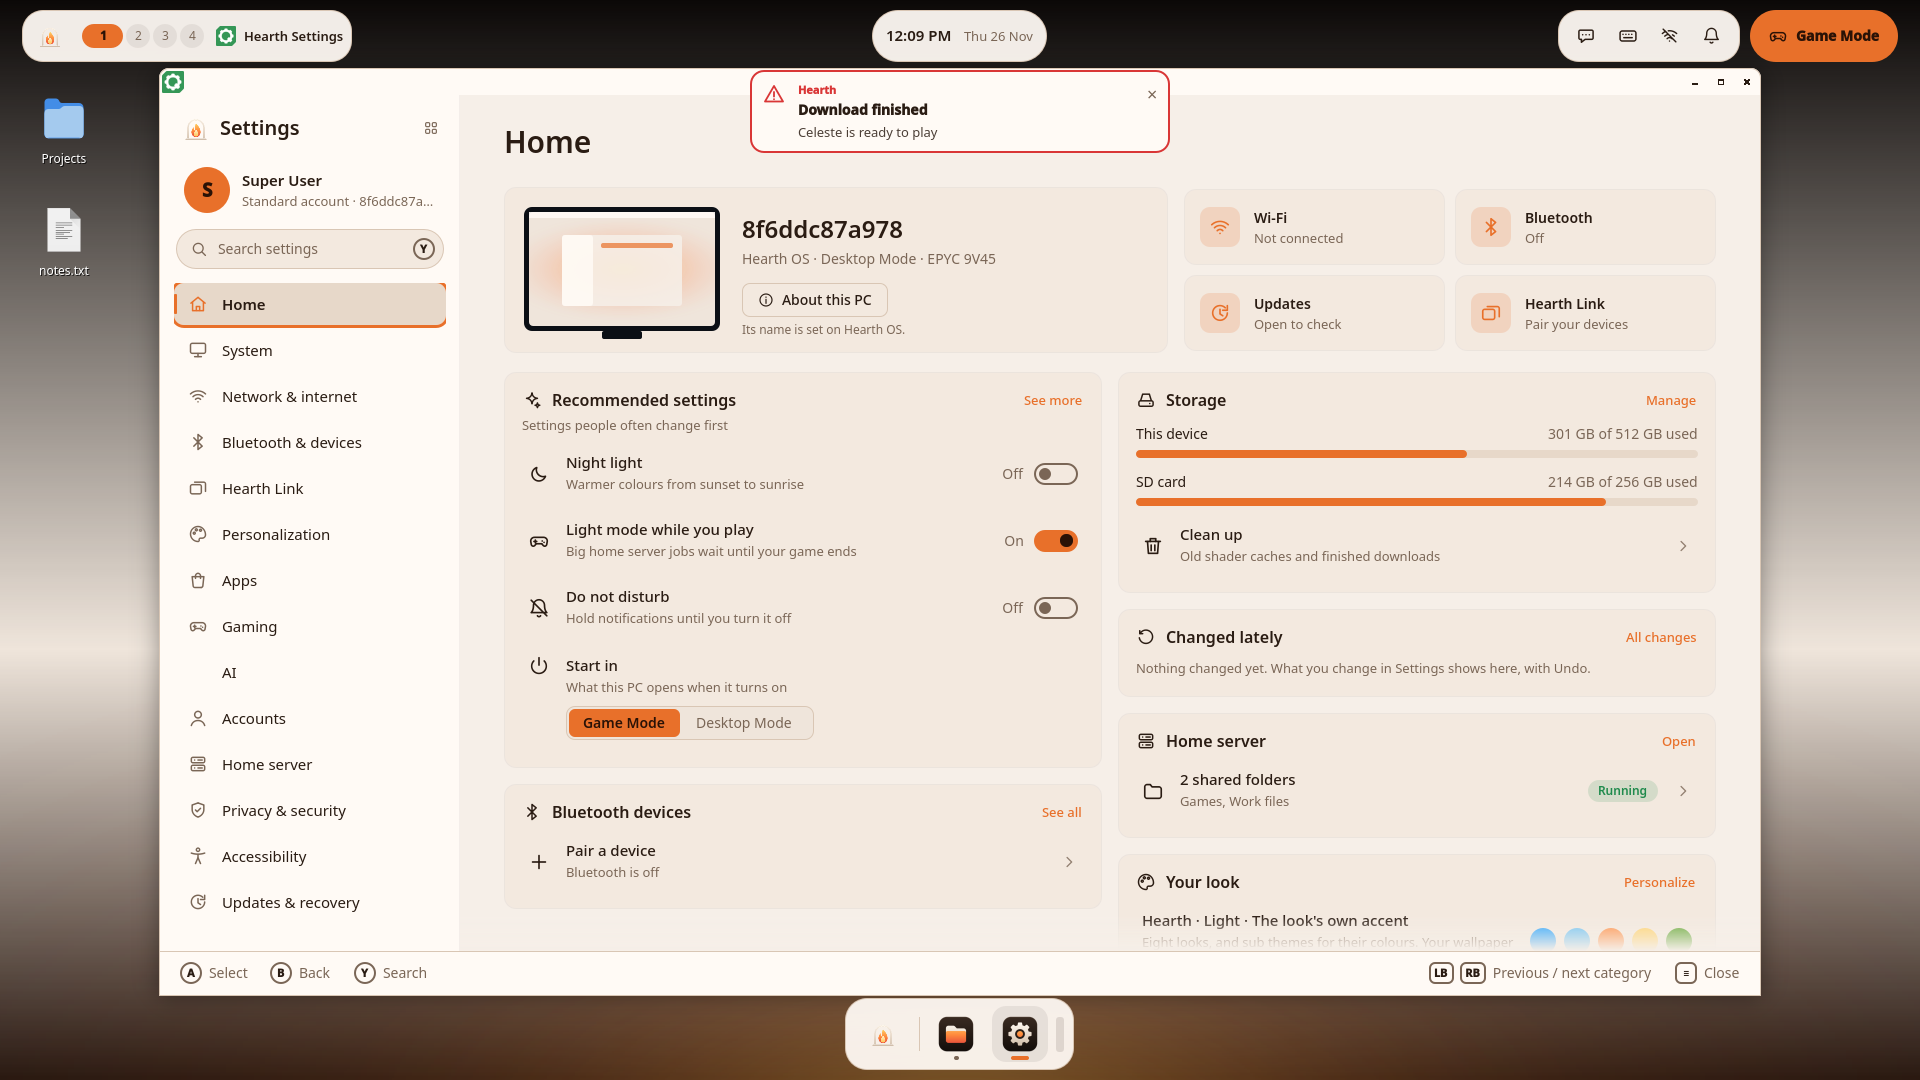 1 2 3 4 Hearth Settings
12:09 PM Thu 26 Nov
Game Mode
Projects
notes.txt
Hearth
Download finished
Celeste is ready to play
Settings
S
Super User
Standard account · 8f6ddc87a...
Search settings Y
Home
System
Network & internet
Bluetooth & devices
Hearth Link
Personalization
Apps
Gaming
AI
Accounts
Home server
Privacy & security
Accessibility
Updates & recovery
Home
8f6ddc87a978
Hearth OS · Desktop Mode · EPYC 9V45
About this PC
Its name is set on Hearth OS.
Wi-Fi
Not connected
Bluetooth
Off
Updates
Open to check
Hearth Link
Pair your devices
Recommended settings See more
Settings people often change first
Night light
Warmer colours from sunset to sunrise
Off
Light mode while you play
Big home server jobs wait until your game ends
On
Do not disturb
Hold notifications until you turn it off
Off
Start in
What this PC opens when it turns on
Game Mode Desktop Mode
Bluetooth devices See all
Pair a device
Bluetooth is off
Storage Manage
This device 301 GB of 512 GB used
SD card 214 GB of 256 GB used
Clean up
Old shader caches and finished downloads
Changed lately All changes
Nothing changed yet. What you change in Settings shows here, with Undo.
Home server Open
2 shared folders
Games, Work files
Running
Your look Personalize
Hearth · Light · The look's own accent
Eight looks, and sub themes for their colours. Your wallpaper
A Select B Back Y Search
LB RB Previous / next category ≡ Close